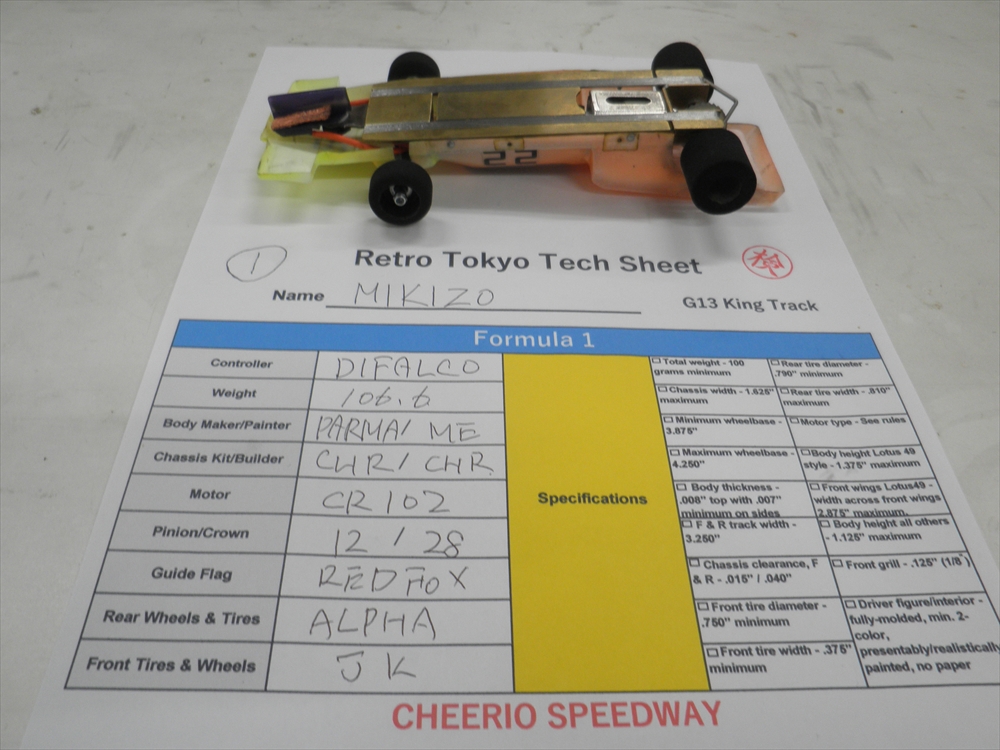 22
1
Retro Tokyo Tech Sheet
Name MIKIZO
G13 King Track
Formula 1
Controller DIFALCO
Weight 106.6
Body Maker/Painter PARMA/ ME
Chassis Kit/Builder CHR/ CHR
Motor CR102
Pinion/Crown 12 / 28
Guide Flag REDFOX
Rear Wheels & Tires ALPHA
Front Tires & Wheels JK
Specifications
Total weight - 100
grams minimum
Chassis width - 1.625"
maximum
Minimum wheelbase -
3.875"
Maximum wheelbase -
4.250"
Body thickness -
.008" top with .007"
minimum on sides
F & R track width -
3.250"
Chassis clearance, F
& R - .015" / .040"
Front tire diameter -
.750" minimum
Front tire width - .375"
minimum
Rear tire diameter -
.790" minimum
Rear tire width - .810"
maximum
Motor type - See rules
Body height Lotus 49
style - 1.375" maximum
Front wings Lotus49 -
width across front wings
2.875" maximum.
Body height all others
- 1.125" maximum
Front grill - .125" (1/8")
Driver figure/interior -
fully-molded, min. 2-
color,
presentably/realistically
painted, no paper
CHEERIO SPEEDWAY